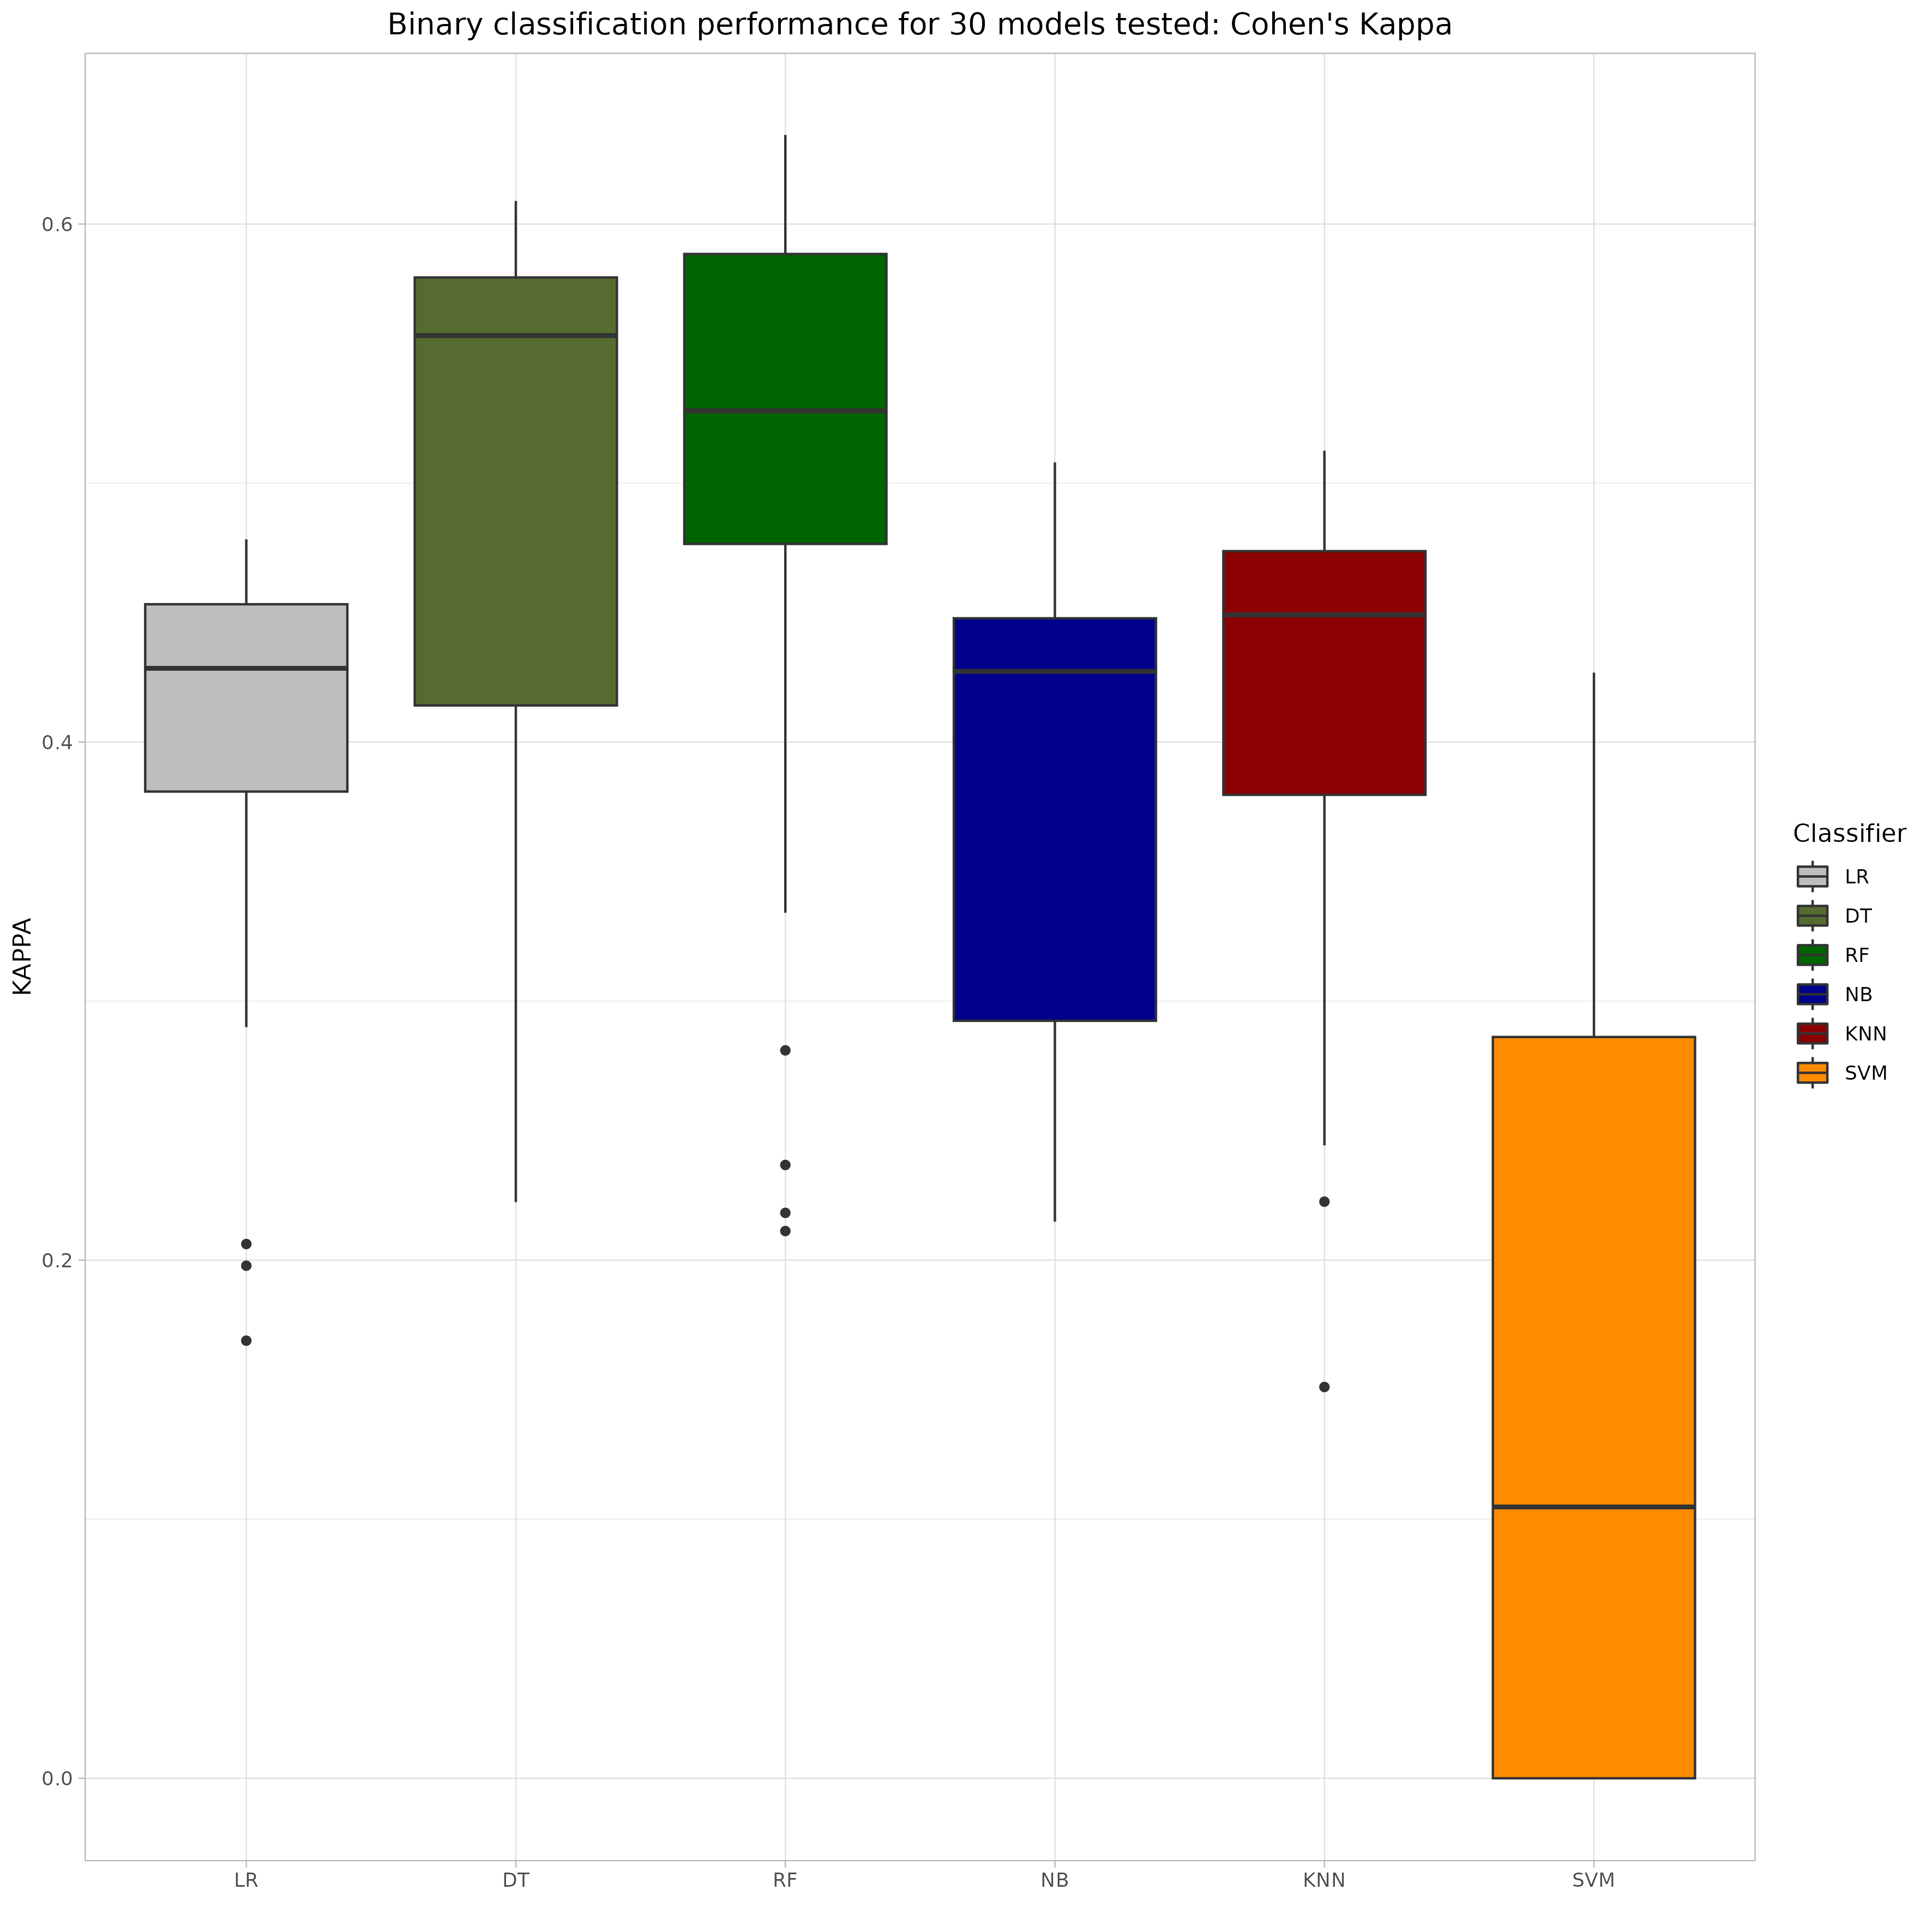 Binary classification performance for 30 models tested: Cohen's Kappa
KAPPA
0.6
0.4
0.2
0.0
LR
DT
RF
NB
KNN
SVM
Classifier
LR
DT
RF
NB
KNN
SVM